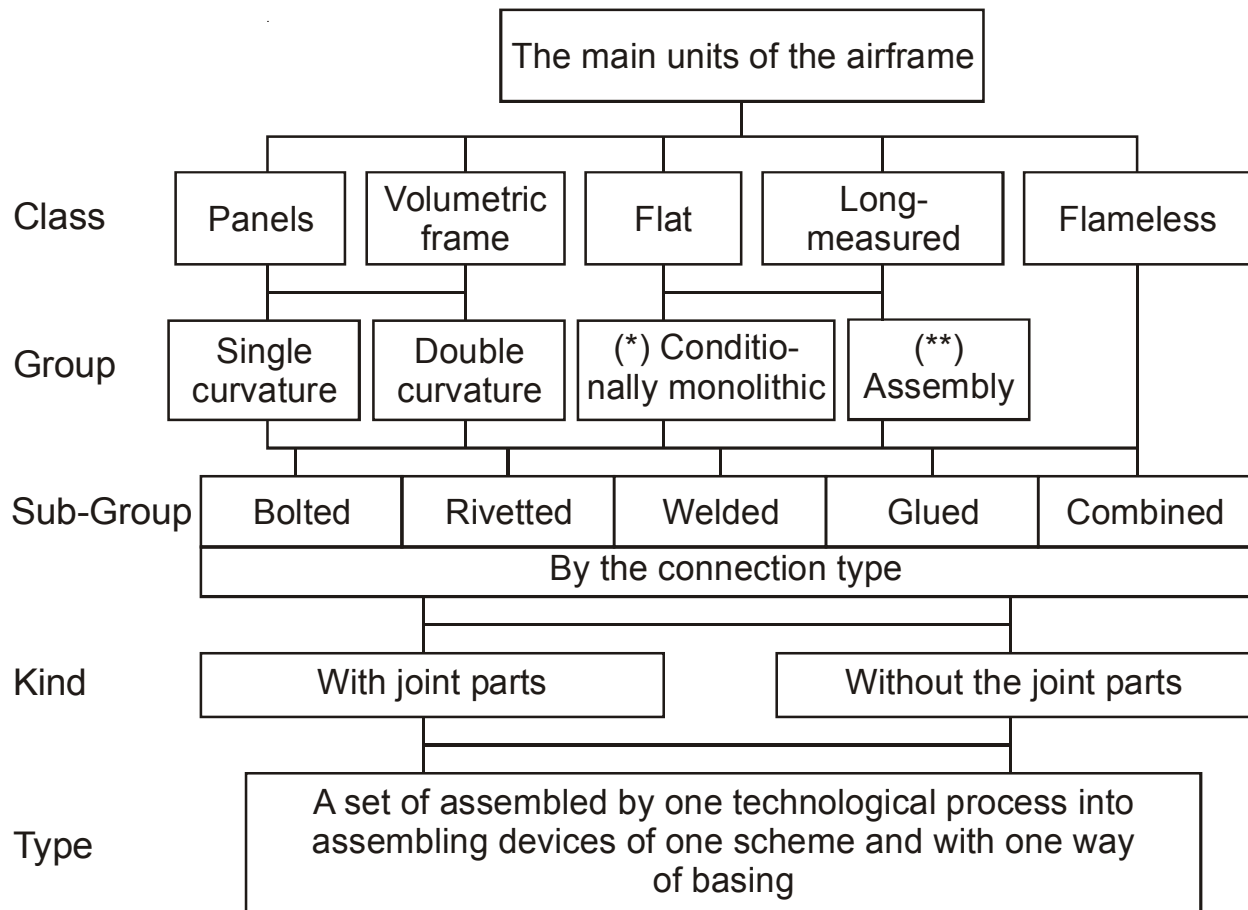 The main units of the airframe
Class
Panels
Volumetric
frame
Flat
Long-
measured
Flameless
Group
Single
curvature
Double
curvature
(*) Conditio-
nally monolithic
(**)
Assembly
Sub-Group
Bolted
Rivetted
Welded
Glued
Combined
By the connection type
Kind
With joint parts
Without the joint parts
Type
A set of assembled by one technological process into
assembling devices of one scheme and with one way
of basing